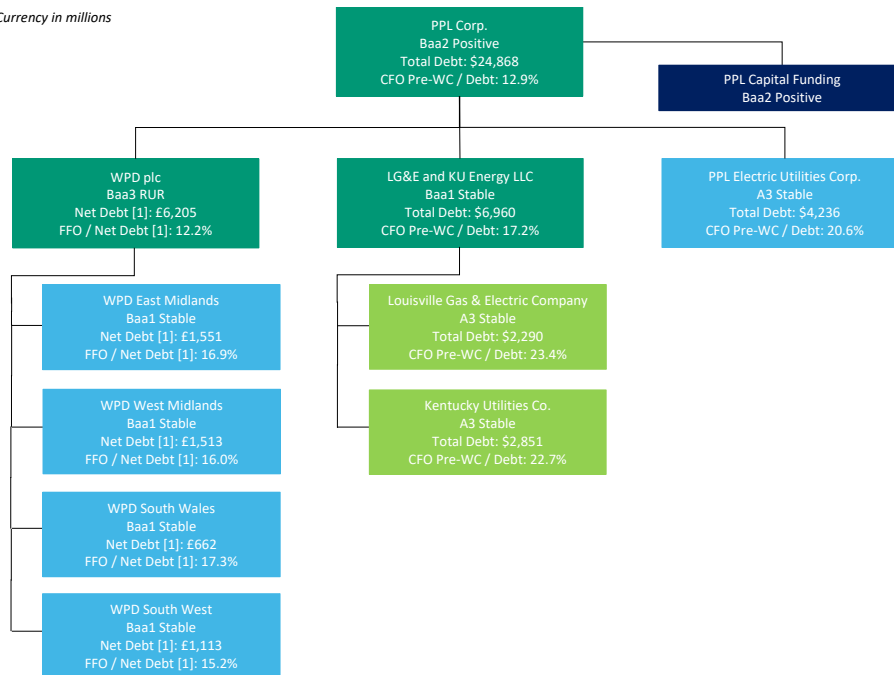 Currency in millions
PPL Corp.
Baa2 Positive
Total Debt: $24,868
CFO Pre-WC / Debt: 12.9%
PPL Capital Funding
Baa2 Positive
WPD plc
Baa3 RUR
Net Debt [1]: £6,205
FFO / Net Debt [1]: 12.2%
LG&E and KU Energy LLC
Baa1 Stable
Total Debt: $6,960
CFO Pre-WC / Debt: 17.2%
PPL Electric Utilities Corp.
A3 Stable
Total Debt: $4,236
CFO Pre-WC / Debt: 20.6%
WPD East Midlands
Baa1 Stable
Net Debt [1]: £1,551
FFO / Net Debt [1]: 16.9%
Louisville Gas & Electric Company
A3 Stable
Total Debt: $2,290
CFO Pre-WC / Debt: 23.4%
WPD West Midlands
Baa1 Stable
Net Debt [1]: £1,513
FFO / Net Debt [1]: 16.0%
Kentucky Utilities Co.
A3 Stable
Total Debt: $2,851
CFO Pre-WC / Debt: 22.7%
WPD South Wales
Baa1 Stable
Net Debt [1]: £662
FFO / Net Debt [1]: 17.3%
WPD South West
Baa1 Stable
Net Debt [1]: £1,113
FFO / Net Debt [1]: 15.2%